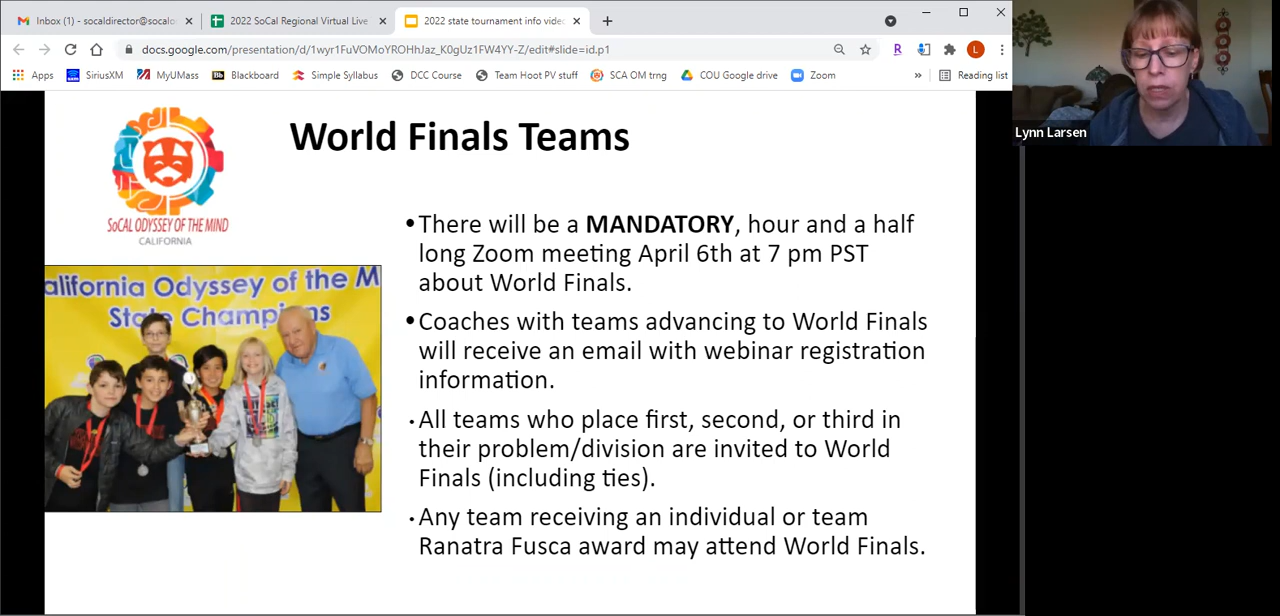 Inbox (1) - socaldirector@socalo
2022 SoCal Regional Virtual Live
2022 state tournament info video
docs.google.com/presentation/d/1wyr1FuVOMoYROHhJaz_K0gUz1FW4YY-Z/edit#slide=id.p1
R
L
Apps
SiriusXM
MyUMass
Bb Blackboard
Simple Syllabus
DCC Course
Team Hoot PV stuff
SCA OM trng
COU Google drive
Zoom
»
Reading list
Lynn Larsen
World Finals Teams
SoCAL ODYSSEY OF THE MIND
CALIFORNIA
• There will be a MANDATORY, hour and a half
long Zoom meeting April 6th at 7 pm PST
about World Finals.
• Coaches with teams advancing to World Finals
will receive an email with webinar registration
information.
• All teams who place first, second, or third in
their problem/division are invited to World
Finals (including ties).
• Any team receiving an individual or team
Ranatra Fusca award may attend World Finals.
alifornia Odyssey of the M
State Champions